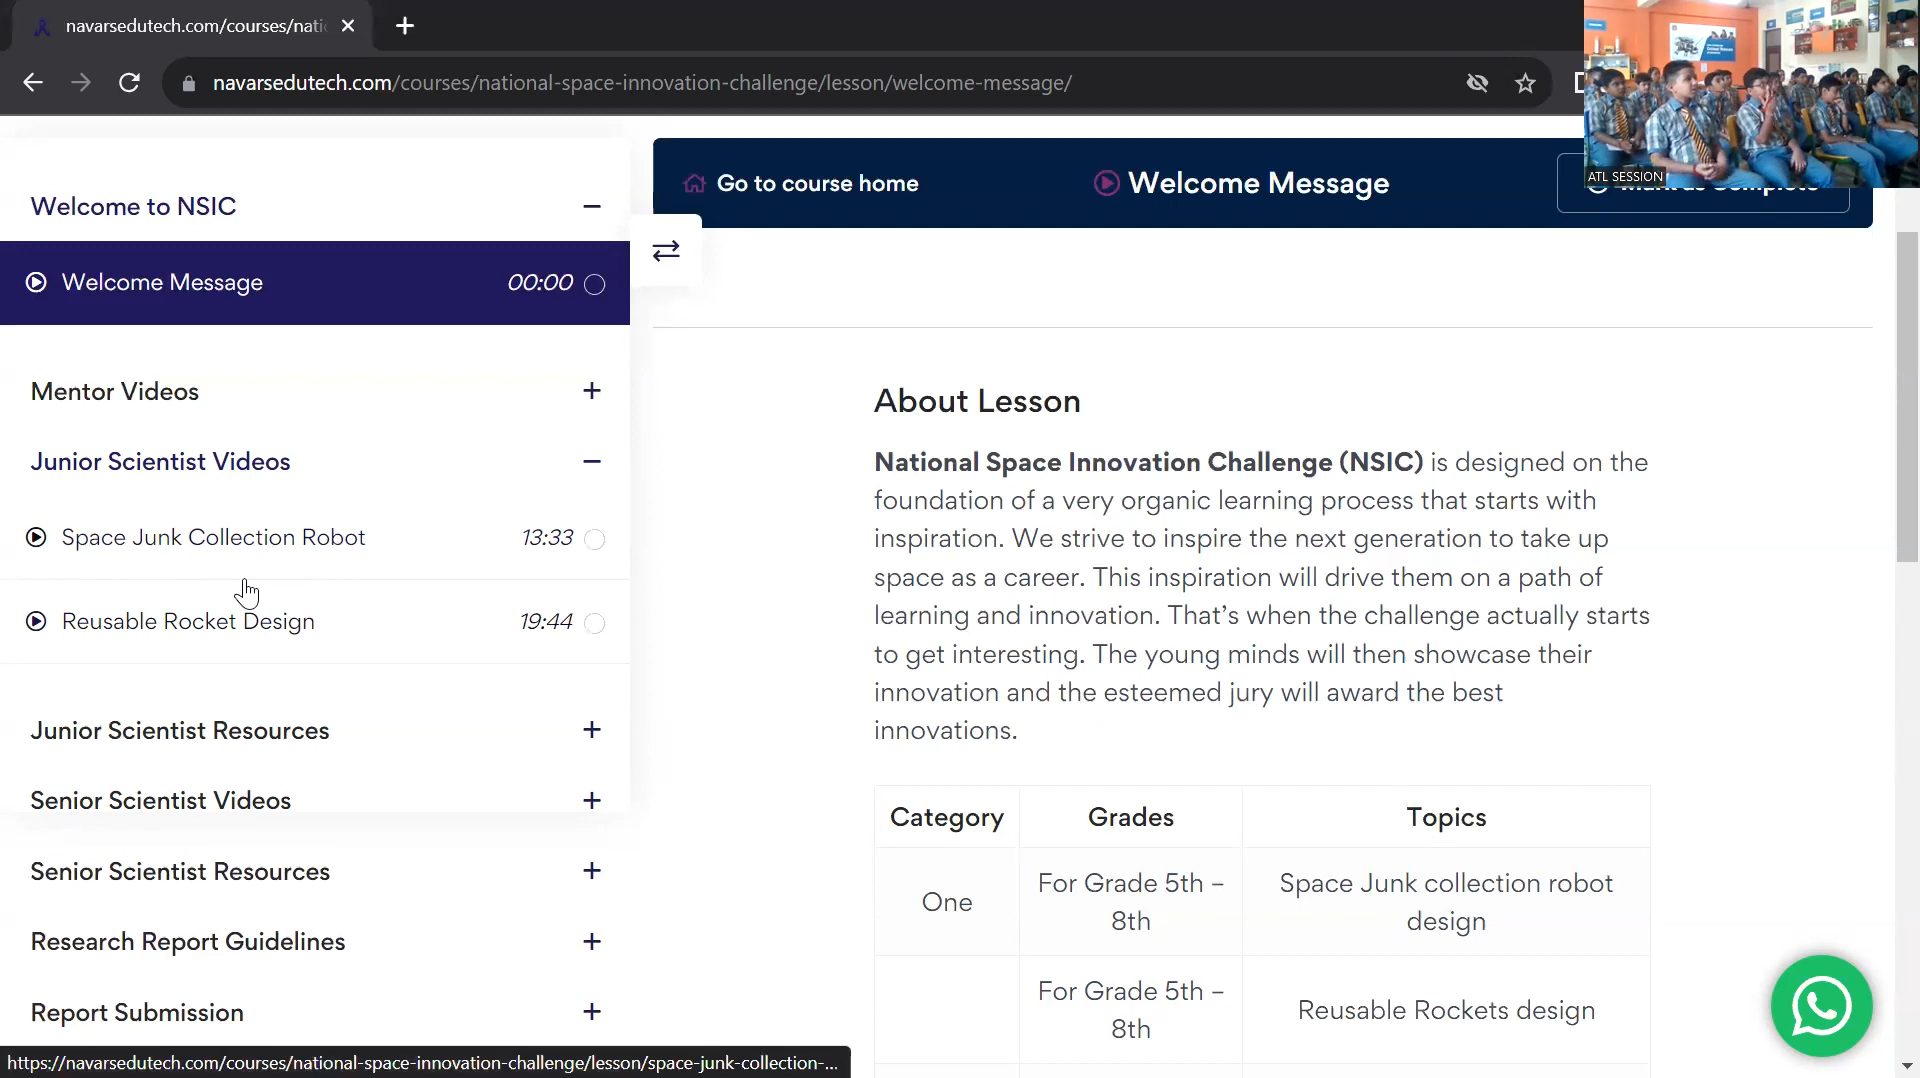 navarsedutech.com/courses/nati
navarsedutech.com/courses/national-space-innovation-challenge/lesson/welcome-message/
ATL SESSION
Welcome to NSIC
Welcome Message 00:00
Mentor Videos
Junior Scientist Videos
Space Junk Collection Robot 13:33
Reusable Rocket Design 19:44
Junior Scientist Resources
Senior Scientist Videos
Senior Scientist Resources
Research Report Guidelines
Report Submission
https://navarsedutech.com/courses/national-space-innovation-challenge/lesson/space-junk-collection-...
Go to course home
Welcome Message
Mark as Complete
About Lesson
National Space Innovation Challenge (NSIC) is designed on the
foundation of a very organic learning process that starts with
inspiration. We strive to inspire the next generation to take up
space as a career. This inspiration will drive them on a path of
learning and innovation. That’s when the challenge actually starts
to get interesting. The young minds will then showcase their
innovation and the esteemed jury will award the best
innovations.
Category Grades Topics
One
For Grade 5th –
8th
Space Junk collection robot
design
For Grade 5th –
8th
Reusable Rockets design